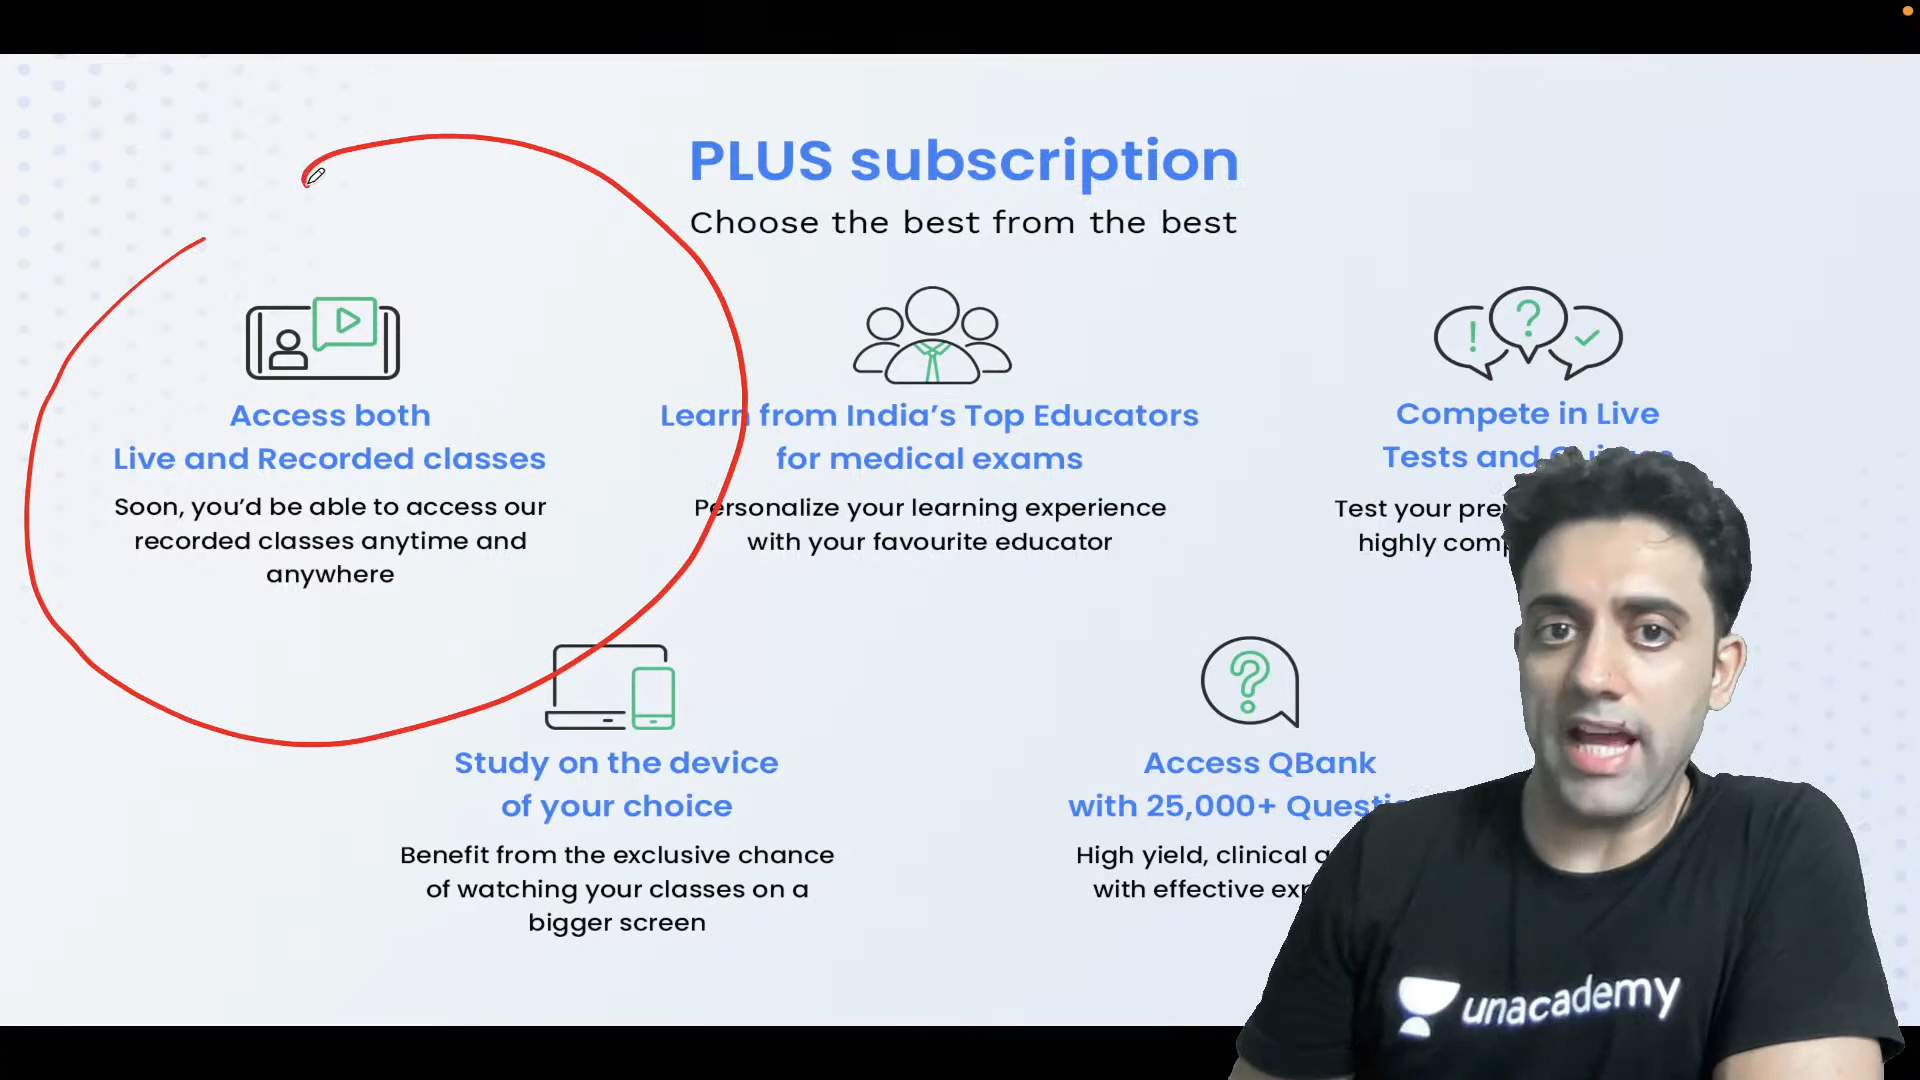 PLUS subscription
Choose the best from the best
Access both
Live and Recorded classes
Soon, you'd be able to access our
recorded classes anytime and
anywhere
Learn from India's Top Educators
for medical exams
Personalize your learning experience
with your favourite educator
Compete in Live
Tests and
Test your
highly
Study on the device
of your choice
Benefit from the exclusive chance
of watching your classes on a
bigger screen
Access QBank
with 25,000+
High yield, clinical
with effective
unacademy